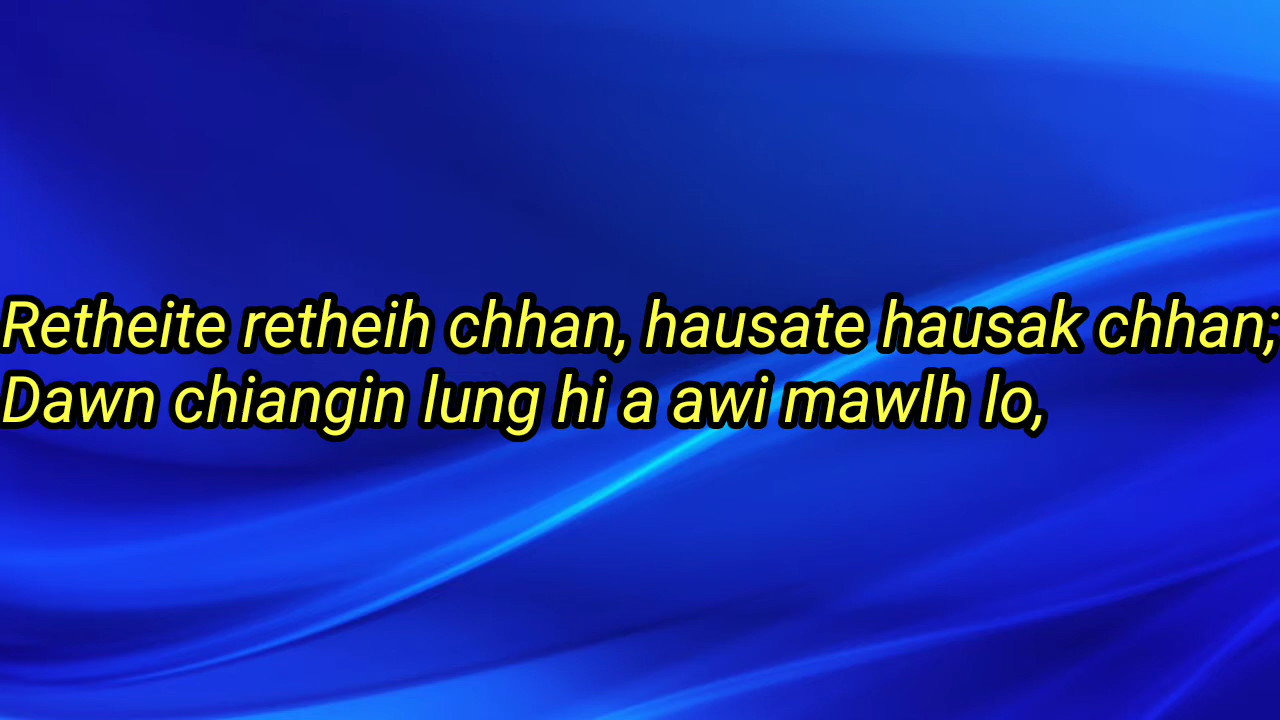 Retheite retheih chhan, hausate hausak chhan;
Dawn chiangin lung hi a awi mawlh lo,